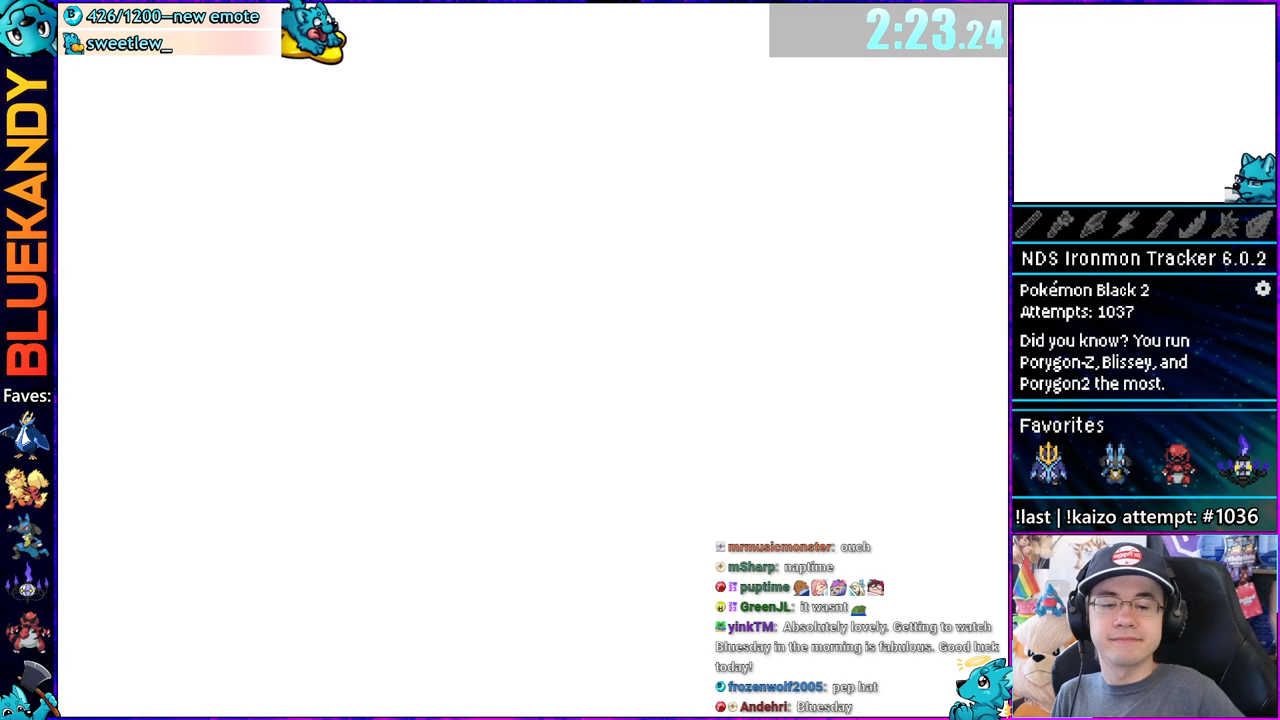 426/1200—new emote
sweetlew_
2:23.24
BLUEKANDY
Faves:
NDS Ironmon Tracker 6.0.2
Pokémon Black 2
Attempts: 1037
Did you know? You run
Porygon-Z, Blissey, and
Porygon2 the most.
Favorites
!last | !kaizo attempt: #1036
mrmusicmonster: ouch
mSharp: naptime
puptime
GreenJL: it wasnt
yinkTM: Absolutely lovely. Getting to watch
Bluesday in the morning is fabulous. Good luck
today!
frozenwolf2005: pep hat
Andehri: Bluesday